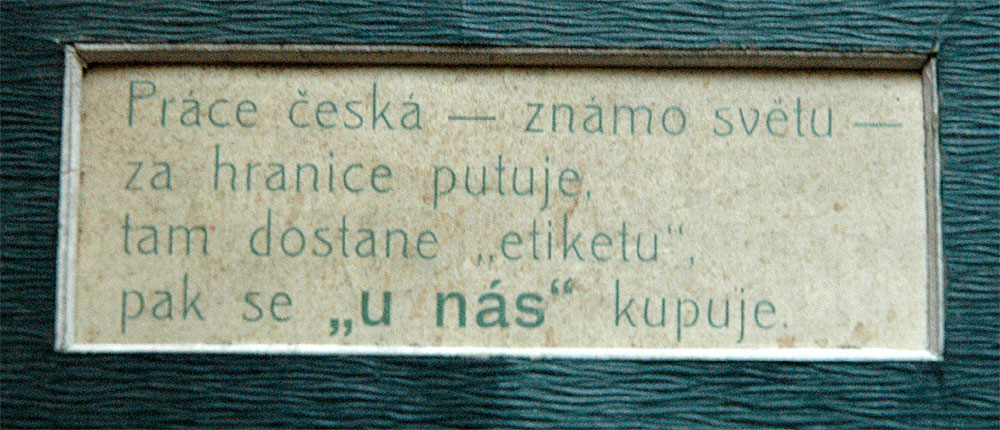 Práce česká — známo světu —
za hranice putuje,
tam dostane „etiketu“,
pak se „u nás“ kupuje.